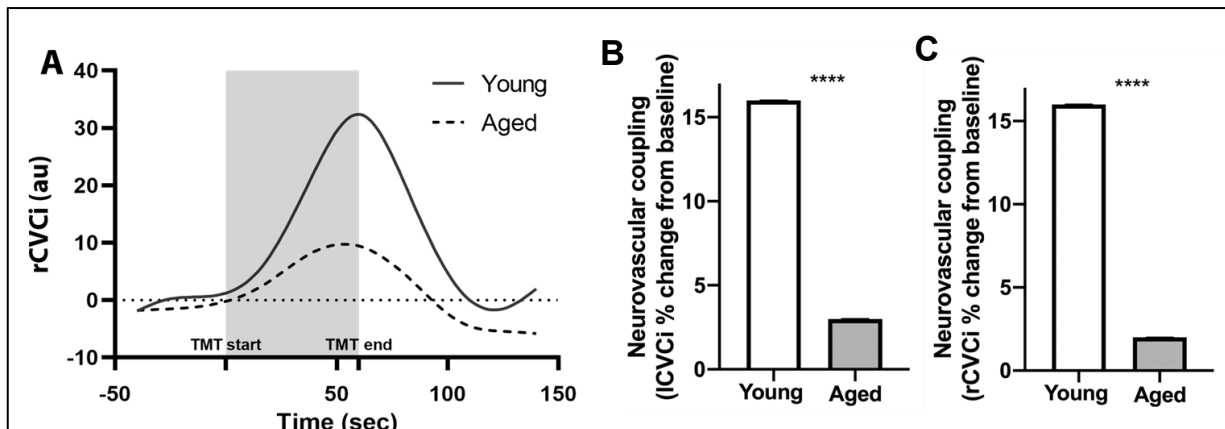 A
40
30
20
10
0
-10
rCVCi (au)
Young
Aged
TMT start
TMT end
-50
50
100
150
Time (sec)
B
Neurovascular coupling
(lCVCi % change from baseline)
15
10
5
0
****
Young
Aged
C
Neurovascular coupling
(rCVCi % change from baseline)
15
10
5
0
****
Young
Aged